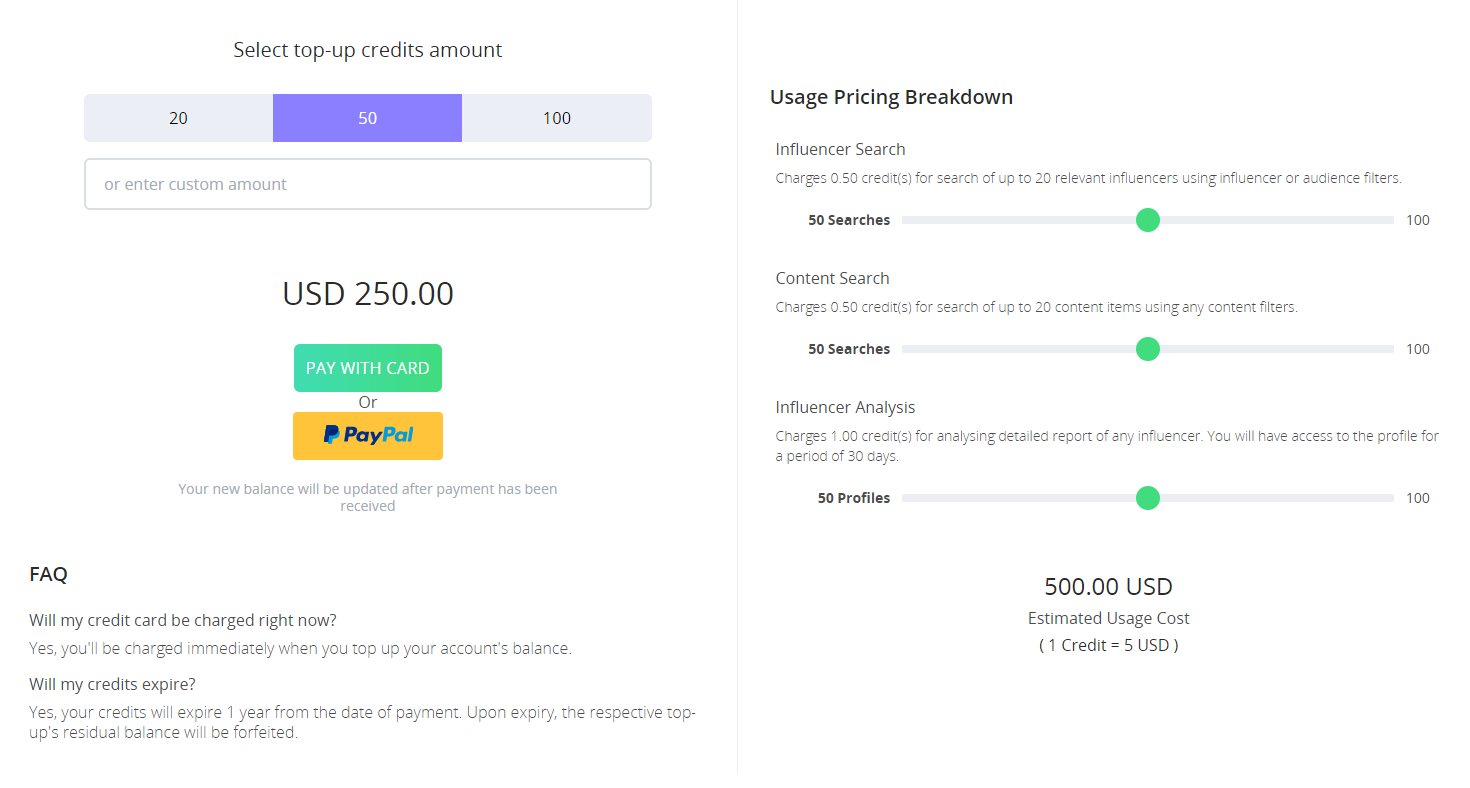 Select top-up credits amount
20 50 100
or enter custom amount
USD 250.00
PAY WITH CARD
Or
PayPal
Your new balance will be updated after payment has been
received
FAQ
Will my credit card be charged right now?
Yes, you'll be charged immediately when you top up your account's balance.
Will my credits expire?
Yes, your credits will expire 1 year from the date of payment. Upon expiry, the respective top-
up's residual balance will be forfeited.
Usage Pricing Breakdown
Influencer Search
Charges 0.50 credit(s) for search of up to 20 relevant influencers using influencer or audience filters.
50 Searches 100
Content Search
Charges 0.50 credit(s) for search of up to 20 content items using any content filters.
50 Searches 100
Influencer Analysis
Charges 1.00 credit(s) for analysing detailed report of any influencer. You will have access to the profile for
a period of 30 days.
50 Profiles 100
500.00 USD
Estimated Usage Cost
( 1 Credit = 5 USD )